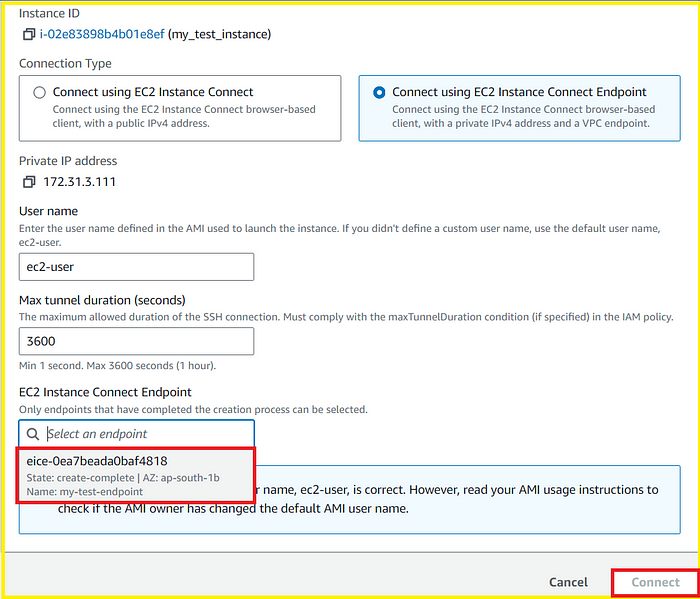 Instance ID
i-02e83898b4b01e8ef (my_test_instance)
Connection Type
Connect using EC2 Instance Connect
Connect using the EC2 Instance Connect browser-based
client, with a public IPv4 address.
Connect using EC2 Instance Connect Endpoint
Connect using the EC2 Instance Connect browser-based
client, with a private IPv4 address and a VPC endpoint.
Private IP address
172.31.3.111
User name
Enter the user name defined in the AMI used to launch the instance. If you didn't define a custom user name, use the default user name,
ec2-user.
ec2-user
Max tunnel duration (seconds)
The maximum allowed duration of the SSH connection. Must comply with the maxTunnelDuration condition (if specified) in the IAM policy.
3600
Min 1 second. Max 3600 seconds (1 hour).
EC2 Instance Connect Endpoint
Only endpoints that have completed the creation process can be selected.
Select an endpoint
eice-0ea7beada0baf4818
State: create-complete | AZ: ap-south-1b
Name: my-test-endpoint
r name, ec2-user, is correct. However, read your AMI usage instructions to
check if the AMI owner has changed the default AMI user name.
Cancel
Connect